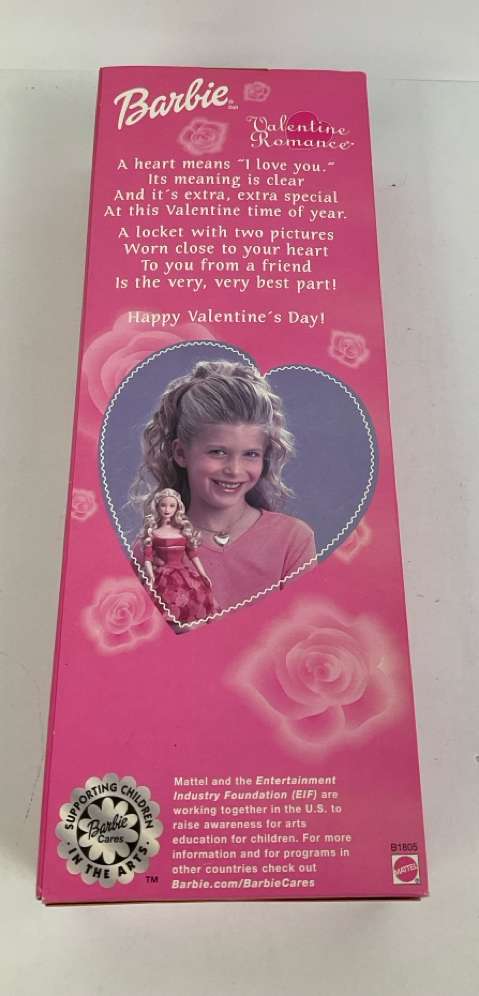 Barbie®
Doll
Valentine
Romance™
A heart means "I love you."
Its meaning is clear
And it's extra, extra special
At this Valentine time of year.
A locket with two pictures
Worn close to your heart
To you from a friend
Is the very, very best part!
Happy Valentine's Day!
SUPPORTING CHILDREN
Barbie
Cares
· IN THE ARTS ·
TM
Mattel and the Entertainment
Industry Foundation (EIF) are
working together in the U.S. to
raise awareness for arts
education for children. For more
information and for programs in
other countries check out
Barbie.com/BarbieCares
B1805
MATTEL®